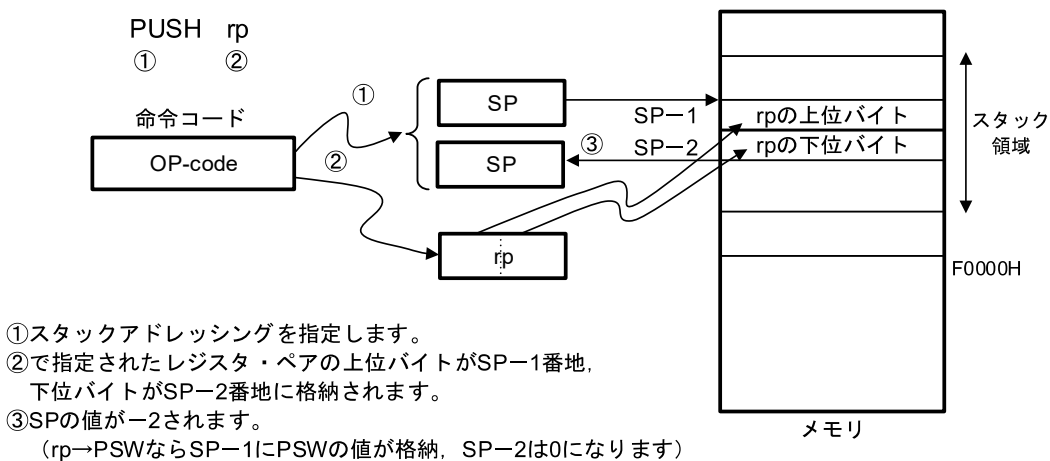 PUSH rp
① ②
命令コード
OP-code
①
②
SP
SP
③
rp
SP－1
SP－2
rpの上位バイト
rpの下位バイト
スタック
領域
F0000H
メモリ
①スタックアドレッシングを指定します。
②で指定されたレジスタ・ペアの上位バイトがSP－1番地,
下位バイトがSP－2番地に格納されます。
③SPの値が－2されます。
（rp→PSWならSP－1にPSWの値が格納, SP－2は0になります）